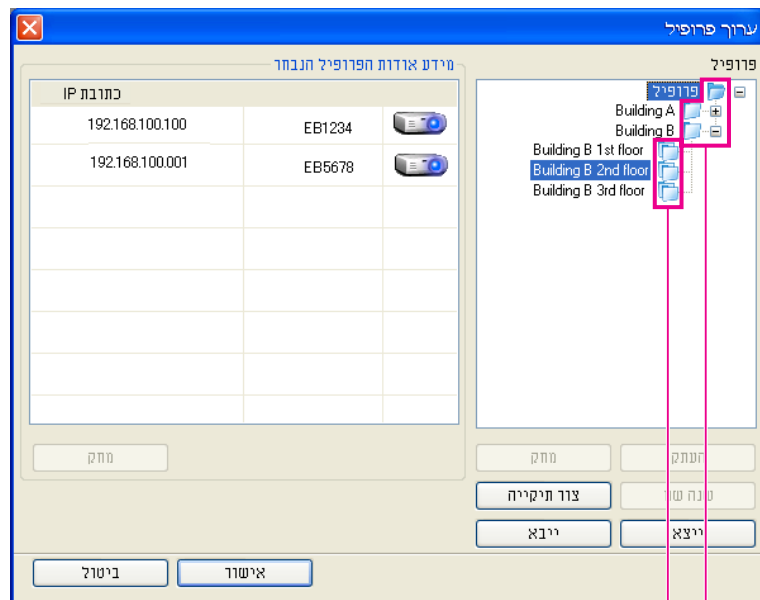 ערוך פרופיל
פרופיל
פרופיל
Building A
Building B
Building B 1st floor
Building B 2nd floor
Building B 3rd floor
מידע אודות הפרופיל הנבחר
כתובת IP
EB1234 192.168.100.100
EB5678 192.168.100.001
מחק
העתק
מחק
שנה שם
צור תיקייה
ייצא
ייבא
אישור
ביטול